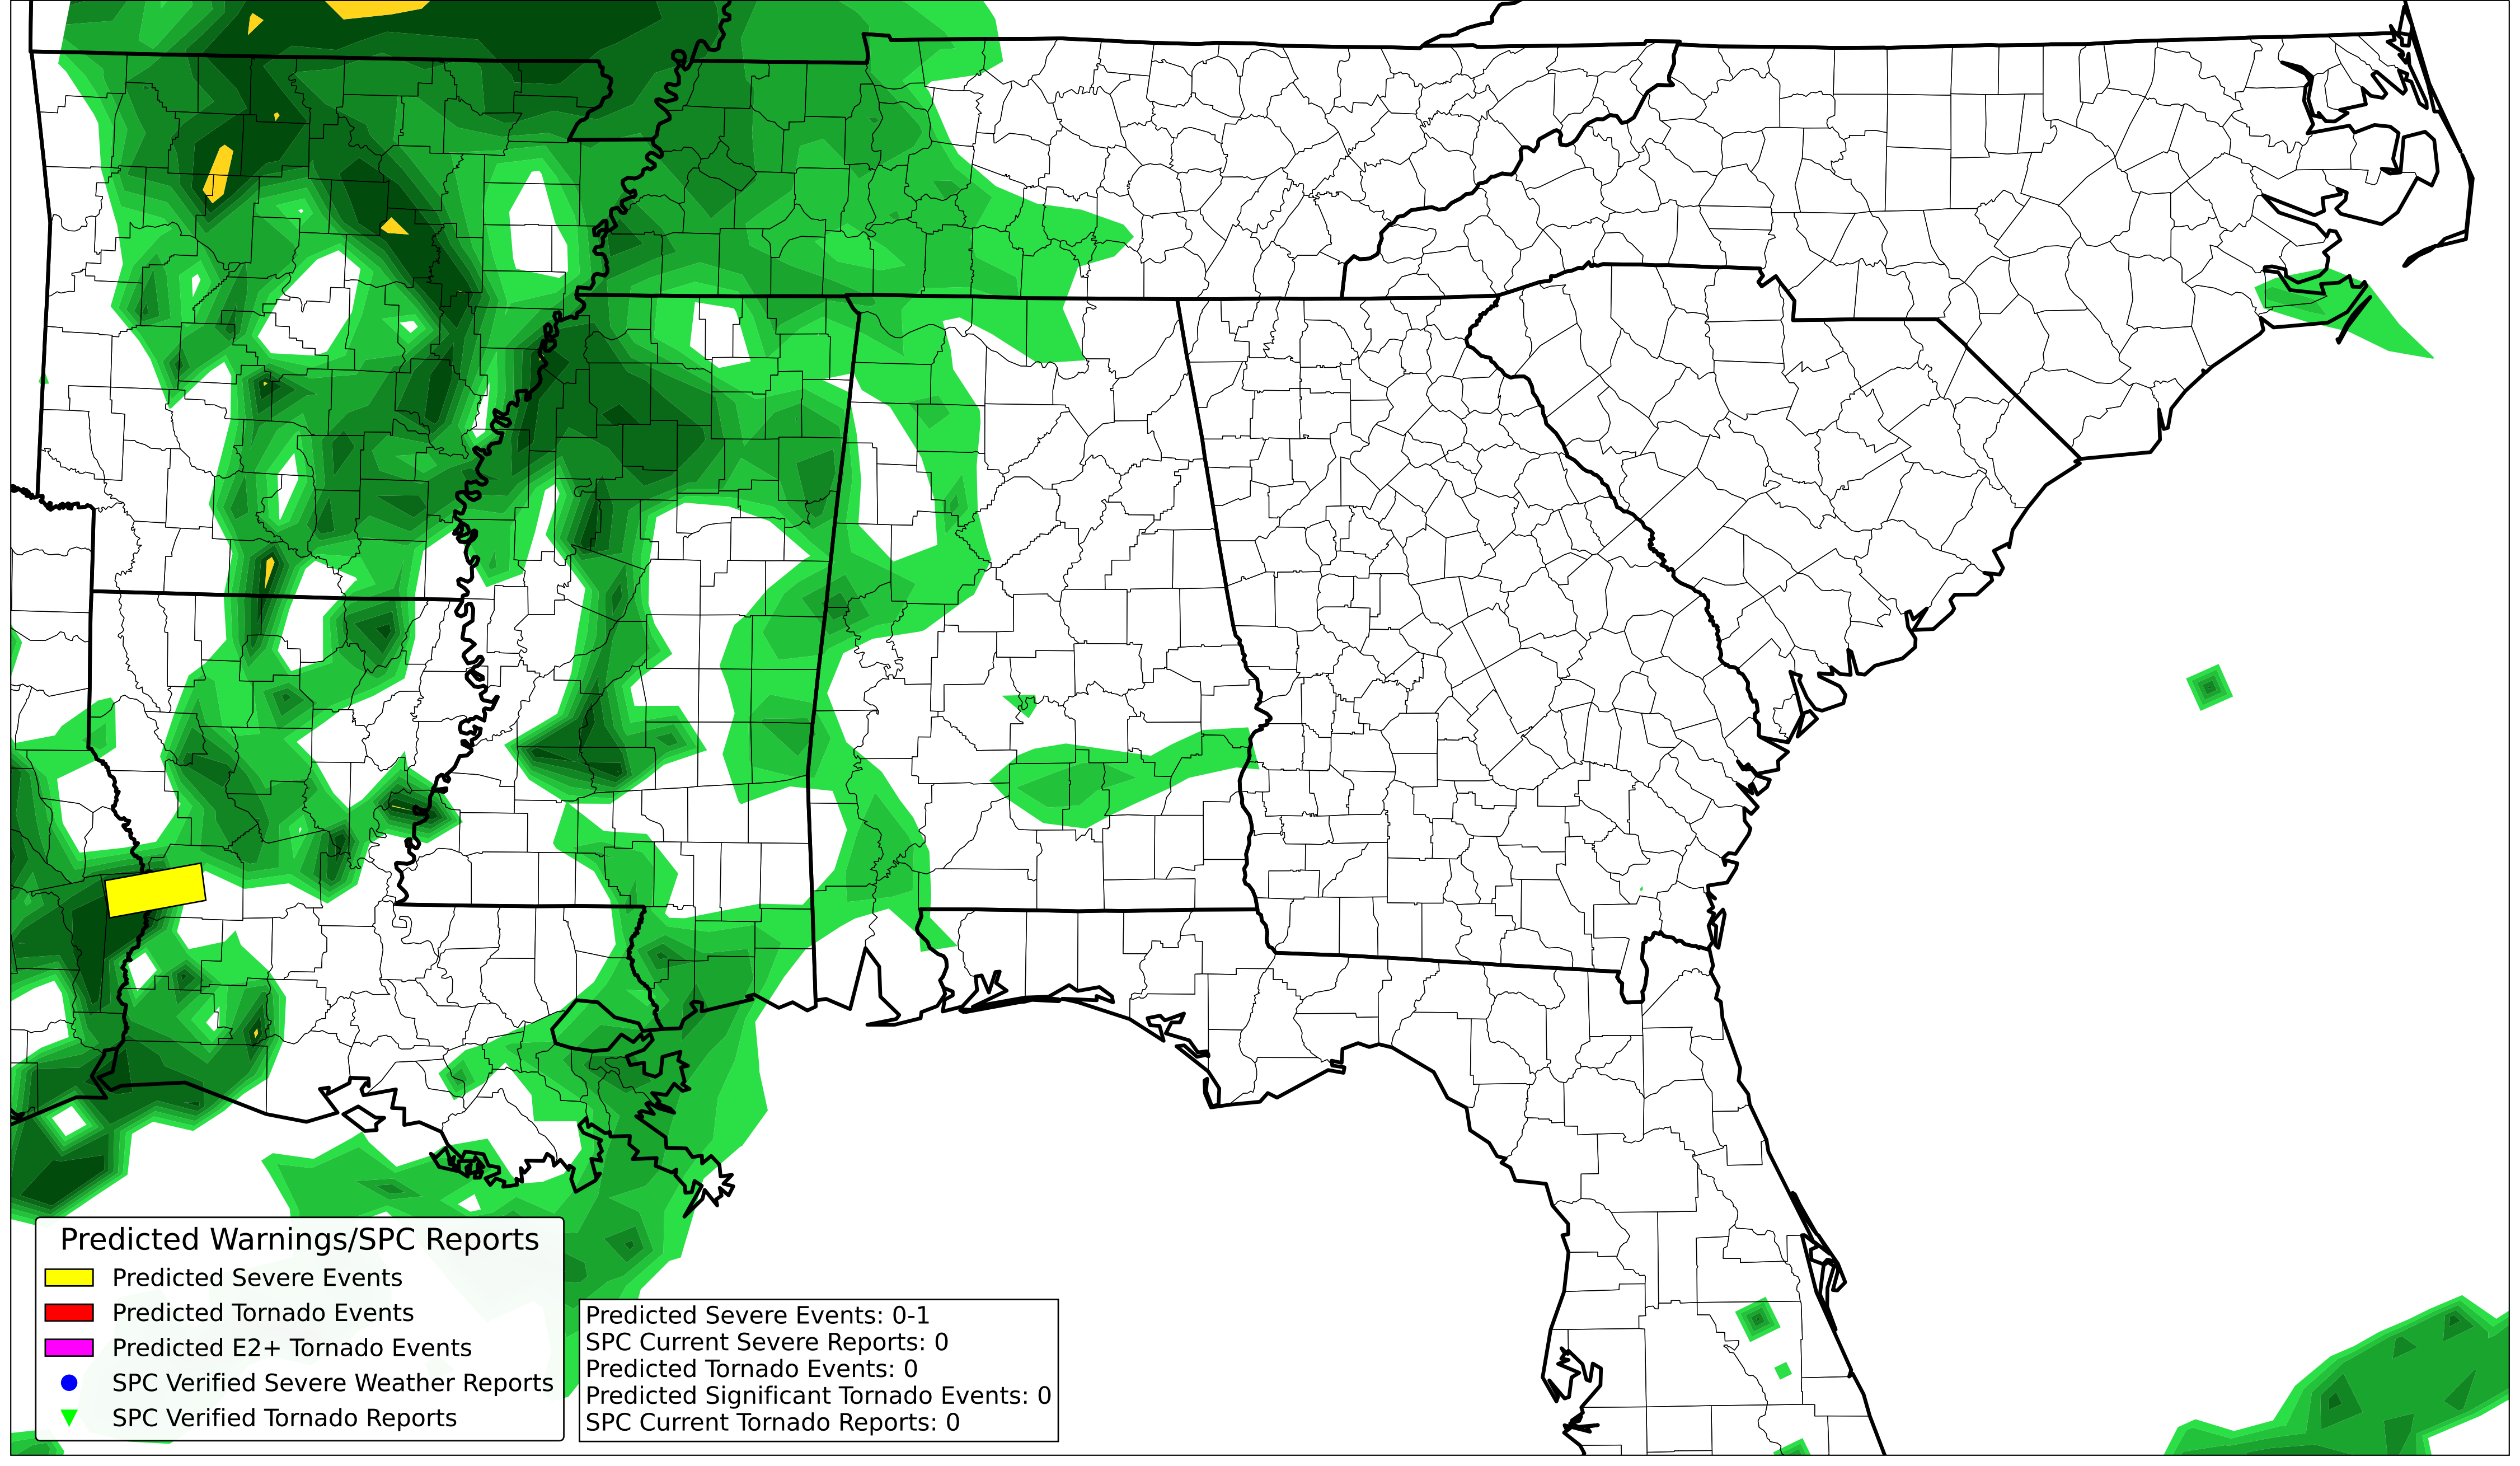 Predicted Warnings/SPC Reports
Predicted Severe Events
Predicted Tornado Events
Predicted E2+ Tornado Events
SPC Verified Severe Weather Reports
SPC Verified Tornado Reports
Predicted Severe Events: 0-1
SPC Current Severe Reports: 0
Predicted Tornado Events: 0
Predicted Significant Tornado Events: 0
SPC Current Tornado Reports: 0